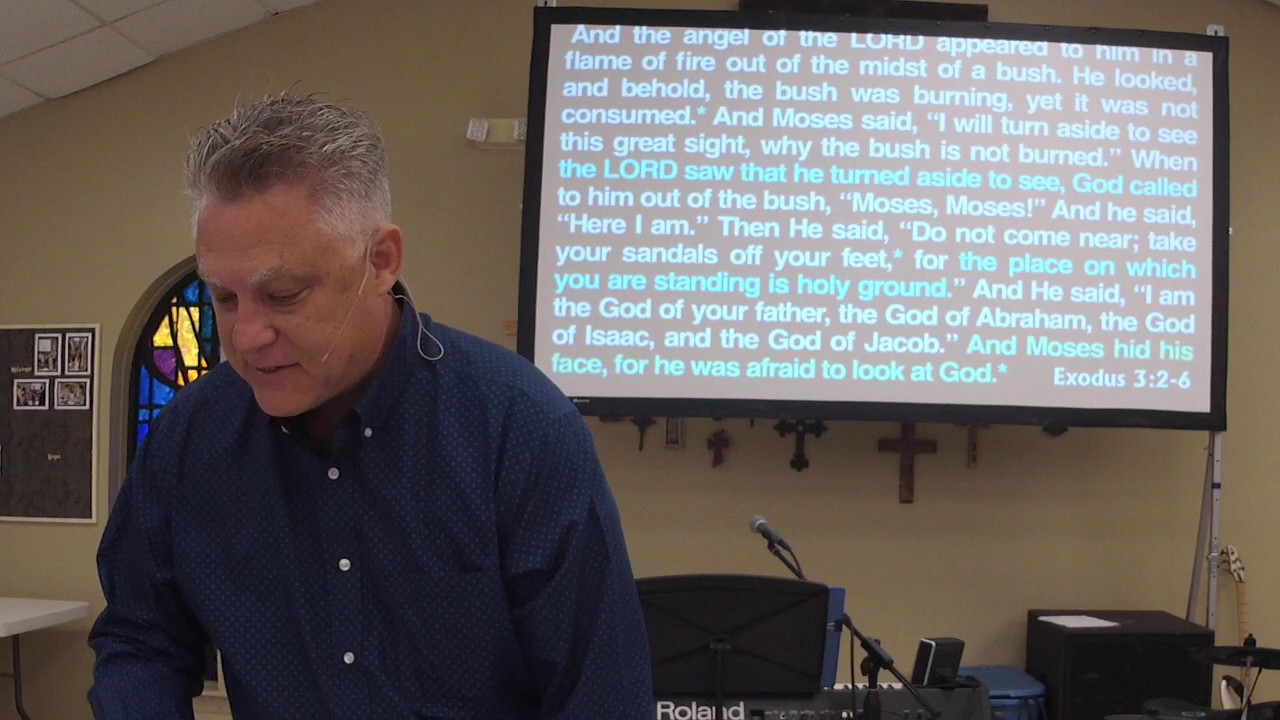 And the angel of the LORD appeared to him in a
flame of fire out of the midst of a bush. He looked,
and behold, the bush was burning, yet it was not
consumed.* And Moses said, “I will turn aside to see
this great sight, why the bush is not burned.” When
the LORD saw that he turned aside to see, God called
to him out of the bush, “Moses, Moses!” And he said,
“Here I am.” Then He said, “Do not come near; take
your sandals off your feet,* for the place on which
you are standing is holy ground.” And He said, “I am
the God of your father, the God of Abraham, the God
of Isaac, and the God of Jacob.” And Moses hid his
face, for he was afraid to look at God.* Exodus 3:2-6
Roland